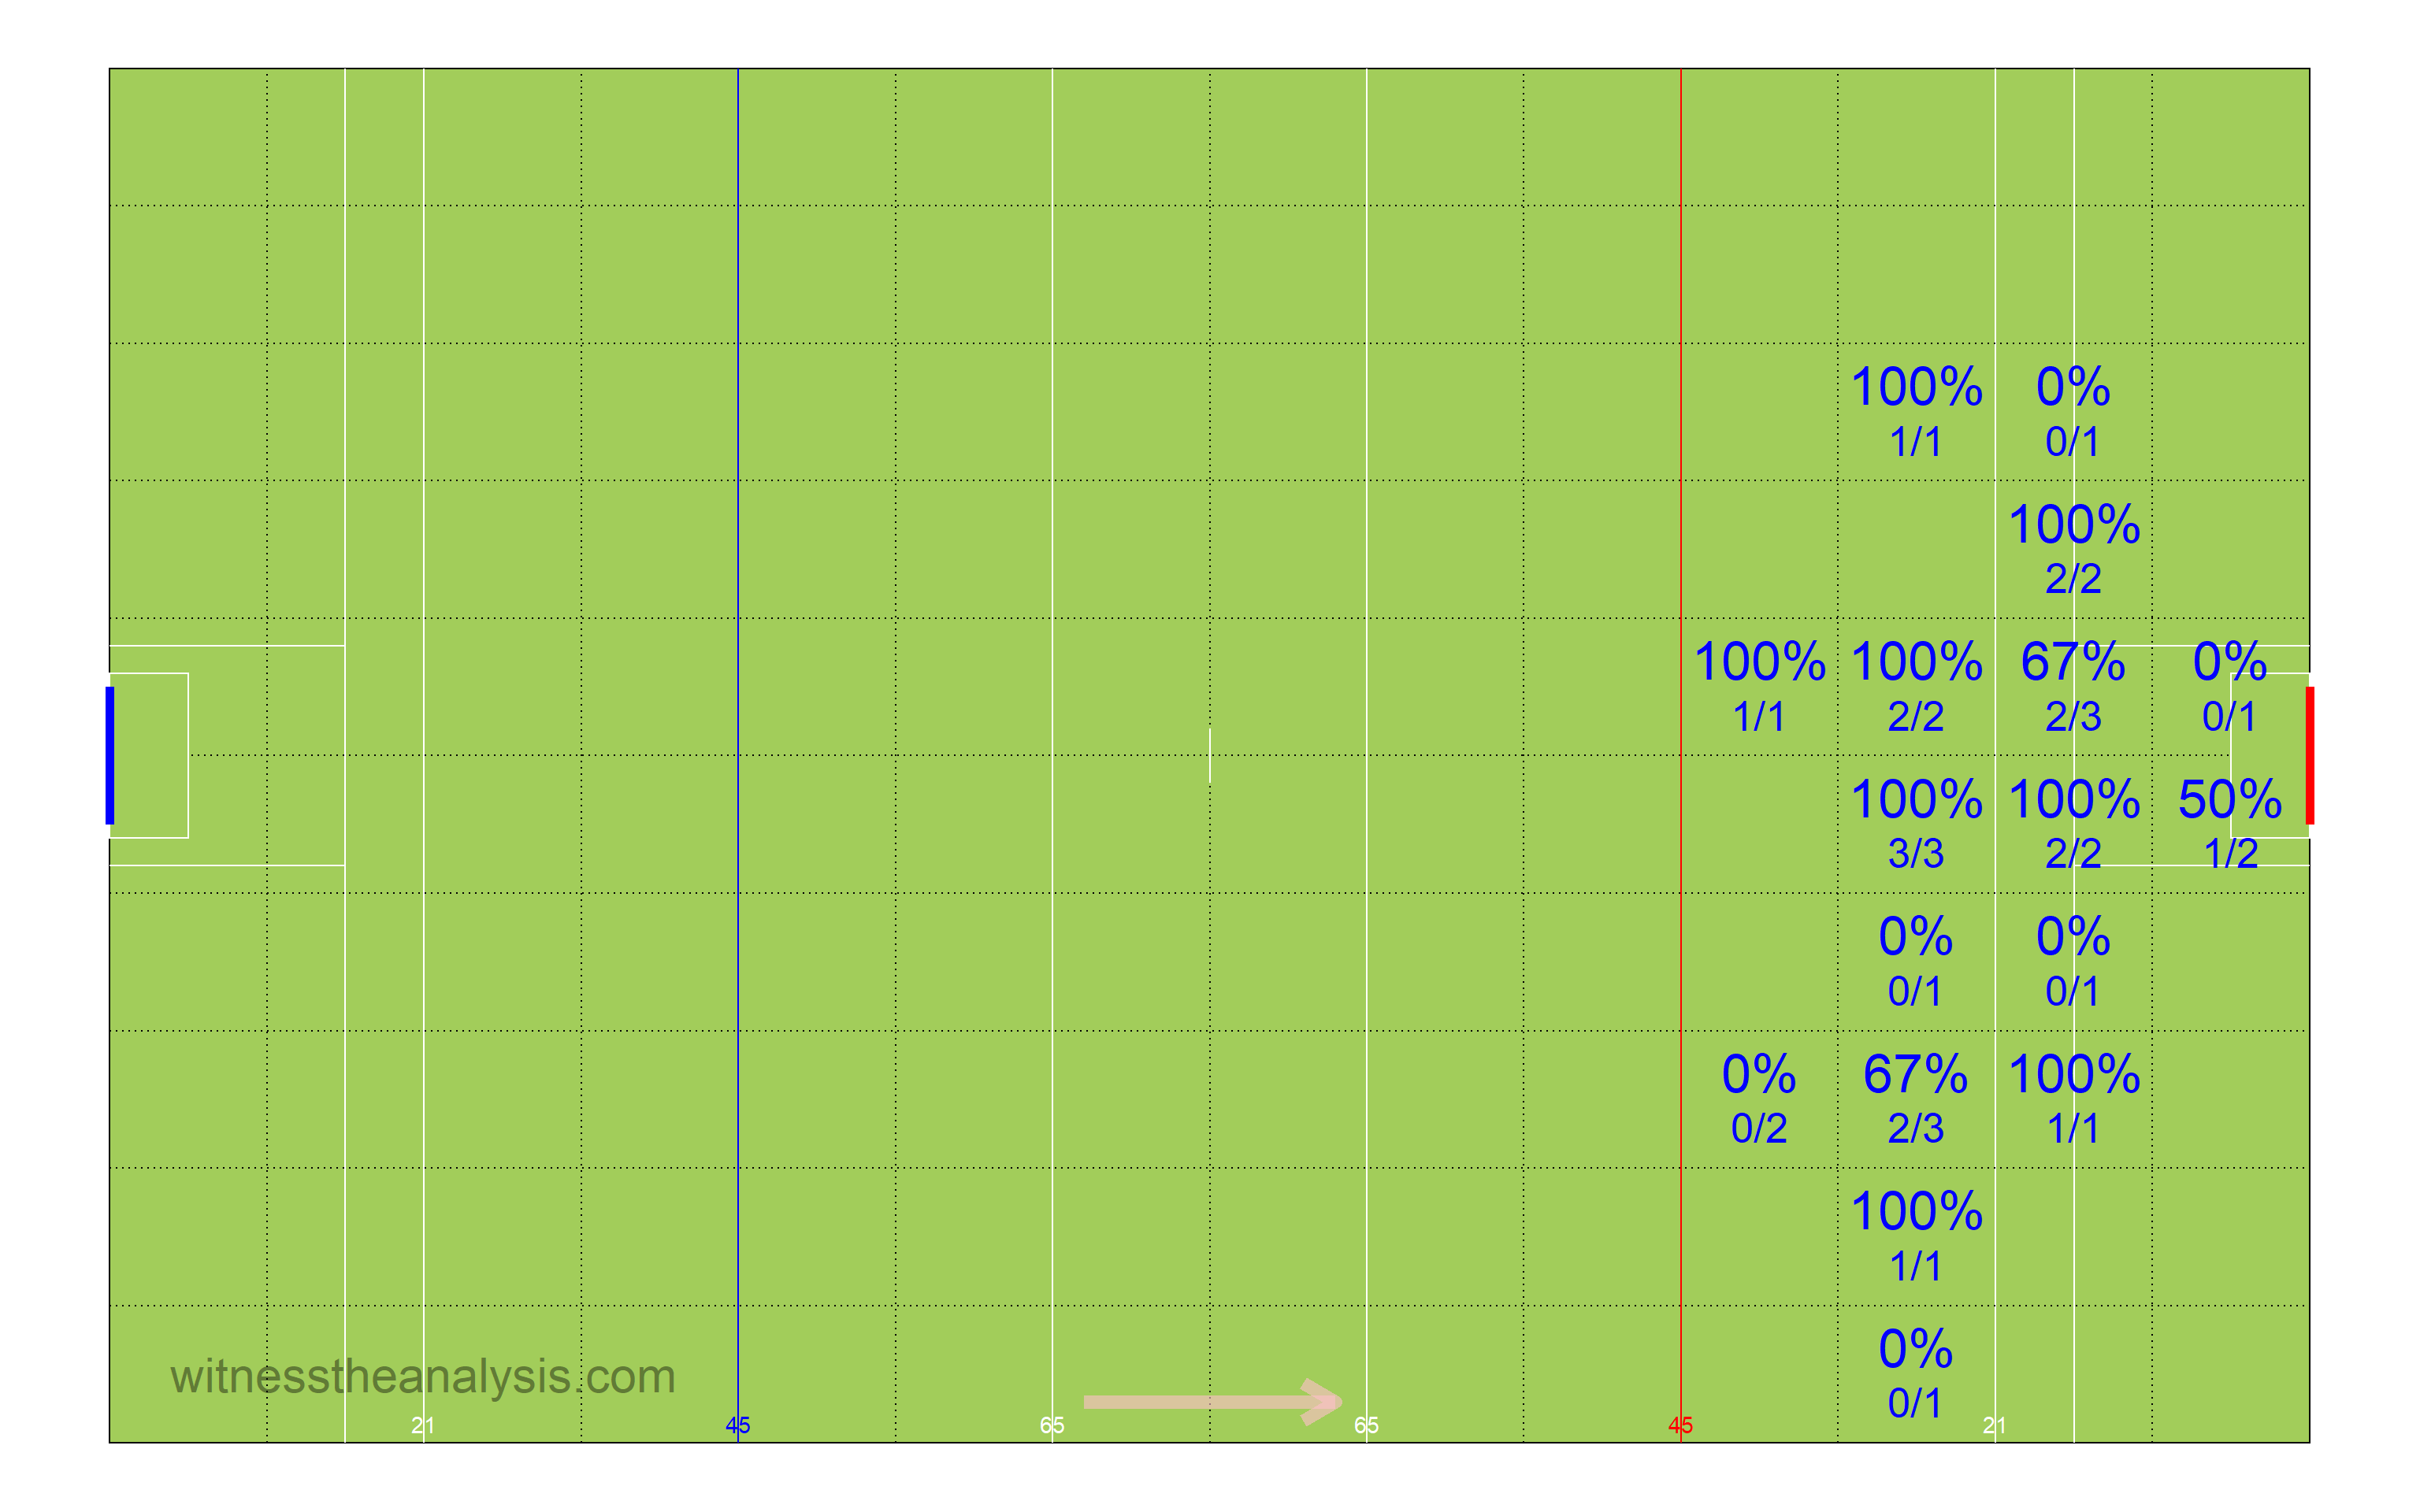 100% 0%
1/1 0/1
100%
2/2
100% 100% 67% 0%
1/1 2/2 2/3 0/1
100% 100% 50%
3/3 2/2 1/2
0% 0%
0/1 0/1
0% 67% 100%
0/2 2/3 1/1
100%
1/1
0%
0/1
witnesstheanalysis.com
21 45 65 65 45 21